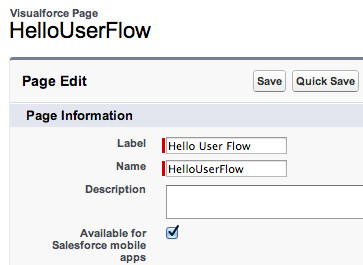 Visualforce Page
HelloUserFlow
Page Edit
Save
Quick Save
Page Information
Label
Hello User Flow
Name
HelloUserFlow
Description
Available for
Salesforce mobile
apps